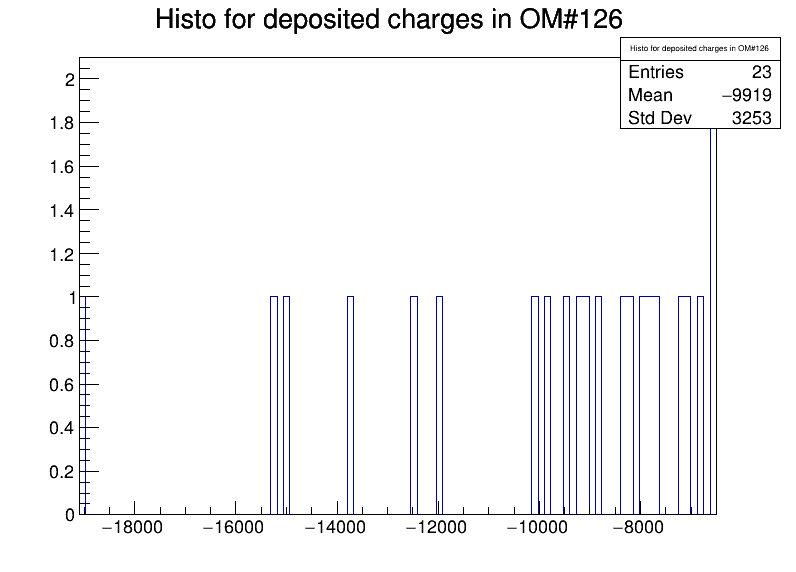 Histo for deposited charges in OM#126
Histo for deposited charges in OM#126
Entries 23
Mean −9919
Std Dev 3253
2
1.8
1.6
1.4
1.2
1
0.8
0.6
0.4
0.2
0
−18000 −16000 −14000 −12000 −10000 −8000